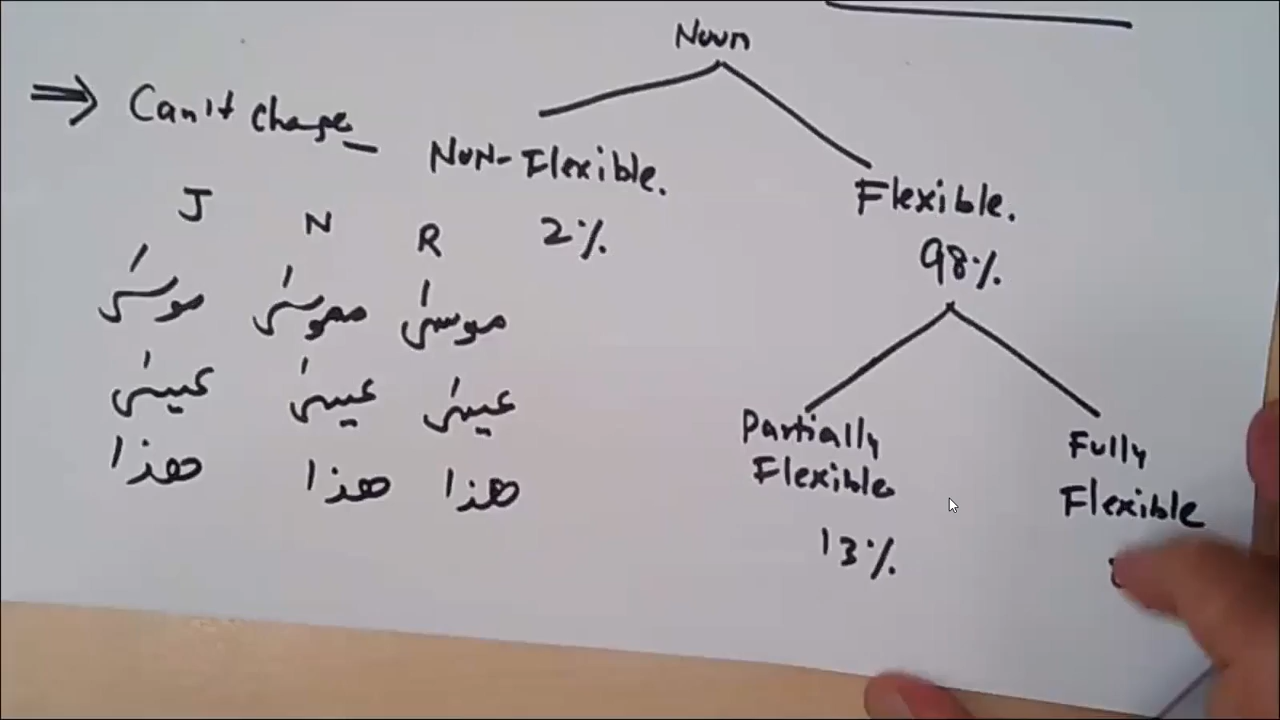 Noun
⇒ Can't change
Non-Flexible.
2%
Flexible.
98%
J N R
موسىٰ موسىٰ موسىٰ
عيسىٰ عيسىٰ عيسىٰ
هذا هذا هذا
Partially
Flexible
13%
Fully
Flexible